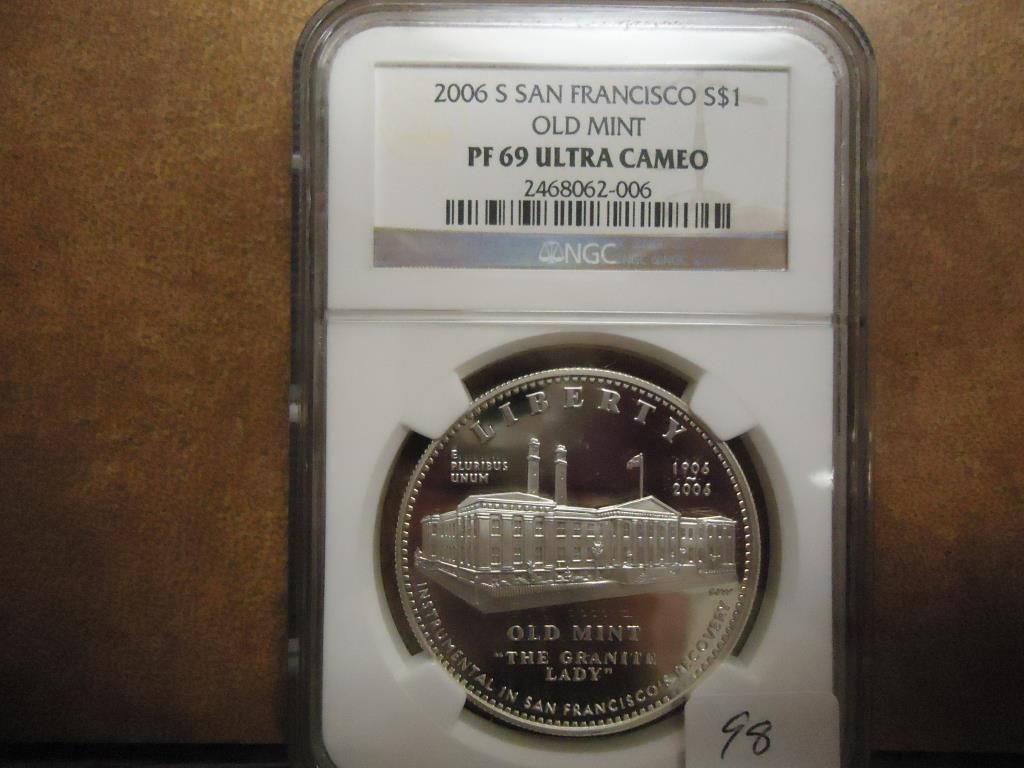 2006 S SAN FRANCISCO S$1
OLD MINT
PF 69 ULTRA CAMEO
2468062-006
NGC
LIBERTY
E
PLURIBUS
UNUM
1906
~
2006
OLD MINT
"THE GRANITE
LADY"
INSTRUMENTAL IN SAN FRANCISCO'S RECOVERY
98